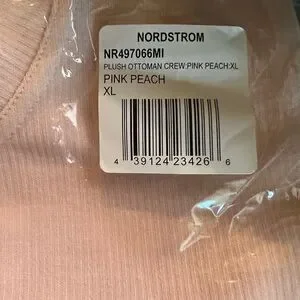 NORDSTROM
NR497066MI
PLUSH OTTOMAN CREW:PINK PEACH:XL
PINK PEACH
XL
4 39124 23426 6